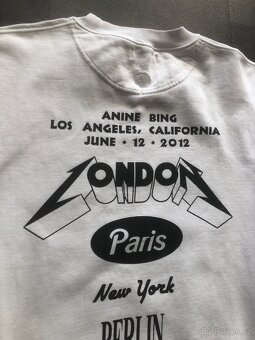 ANINE BING
LOS ANGELES, CALIFORNIA
JUNE • 12 • 2012
LONDON
Paris
New York
BERLIN